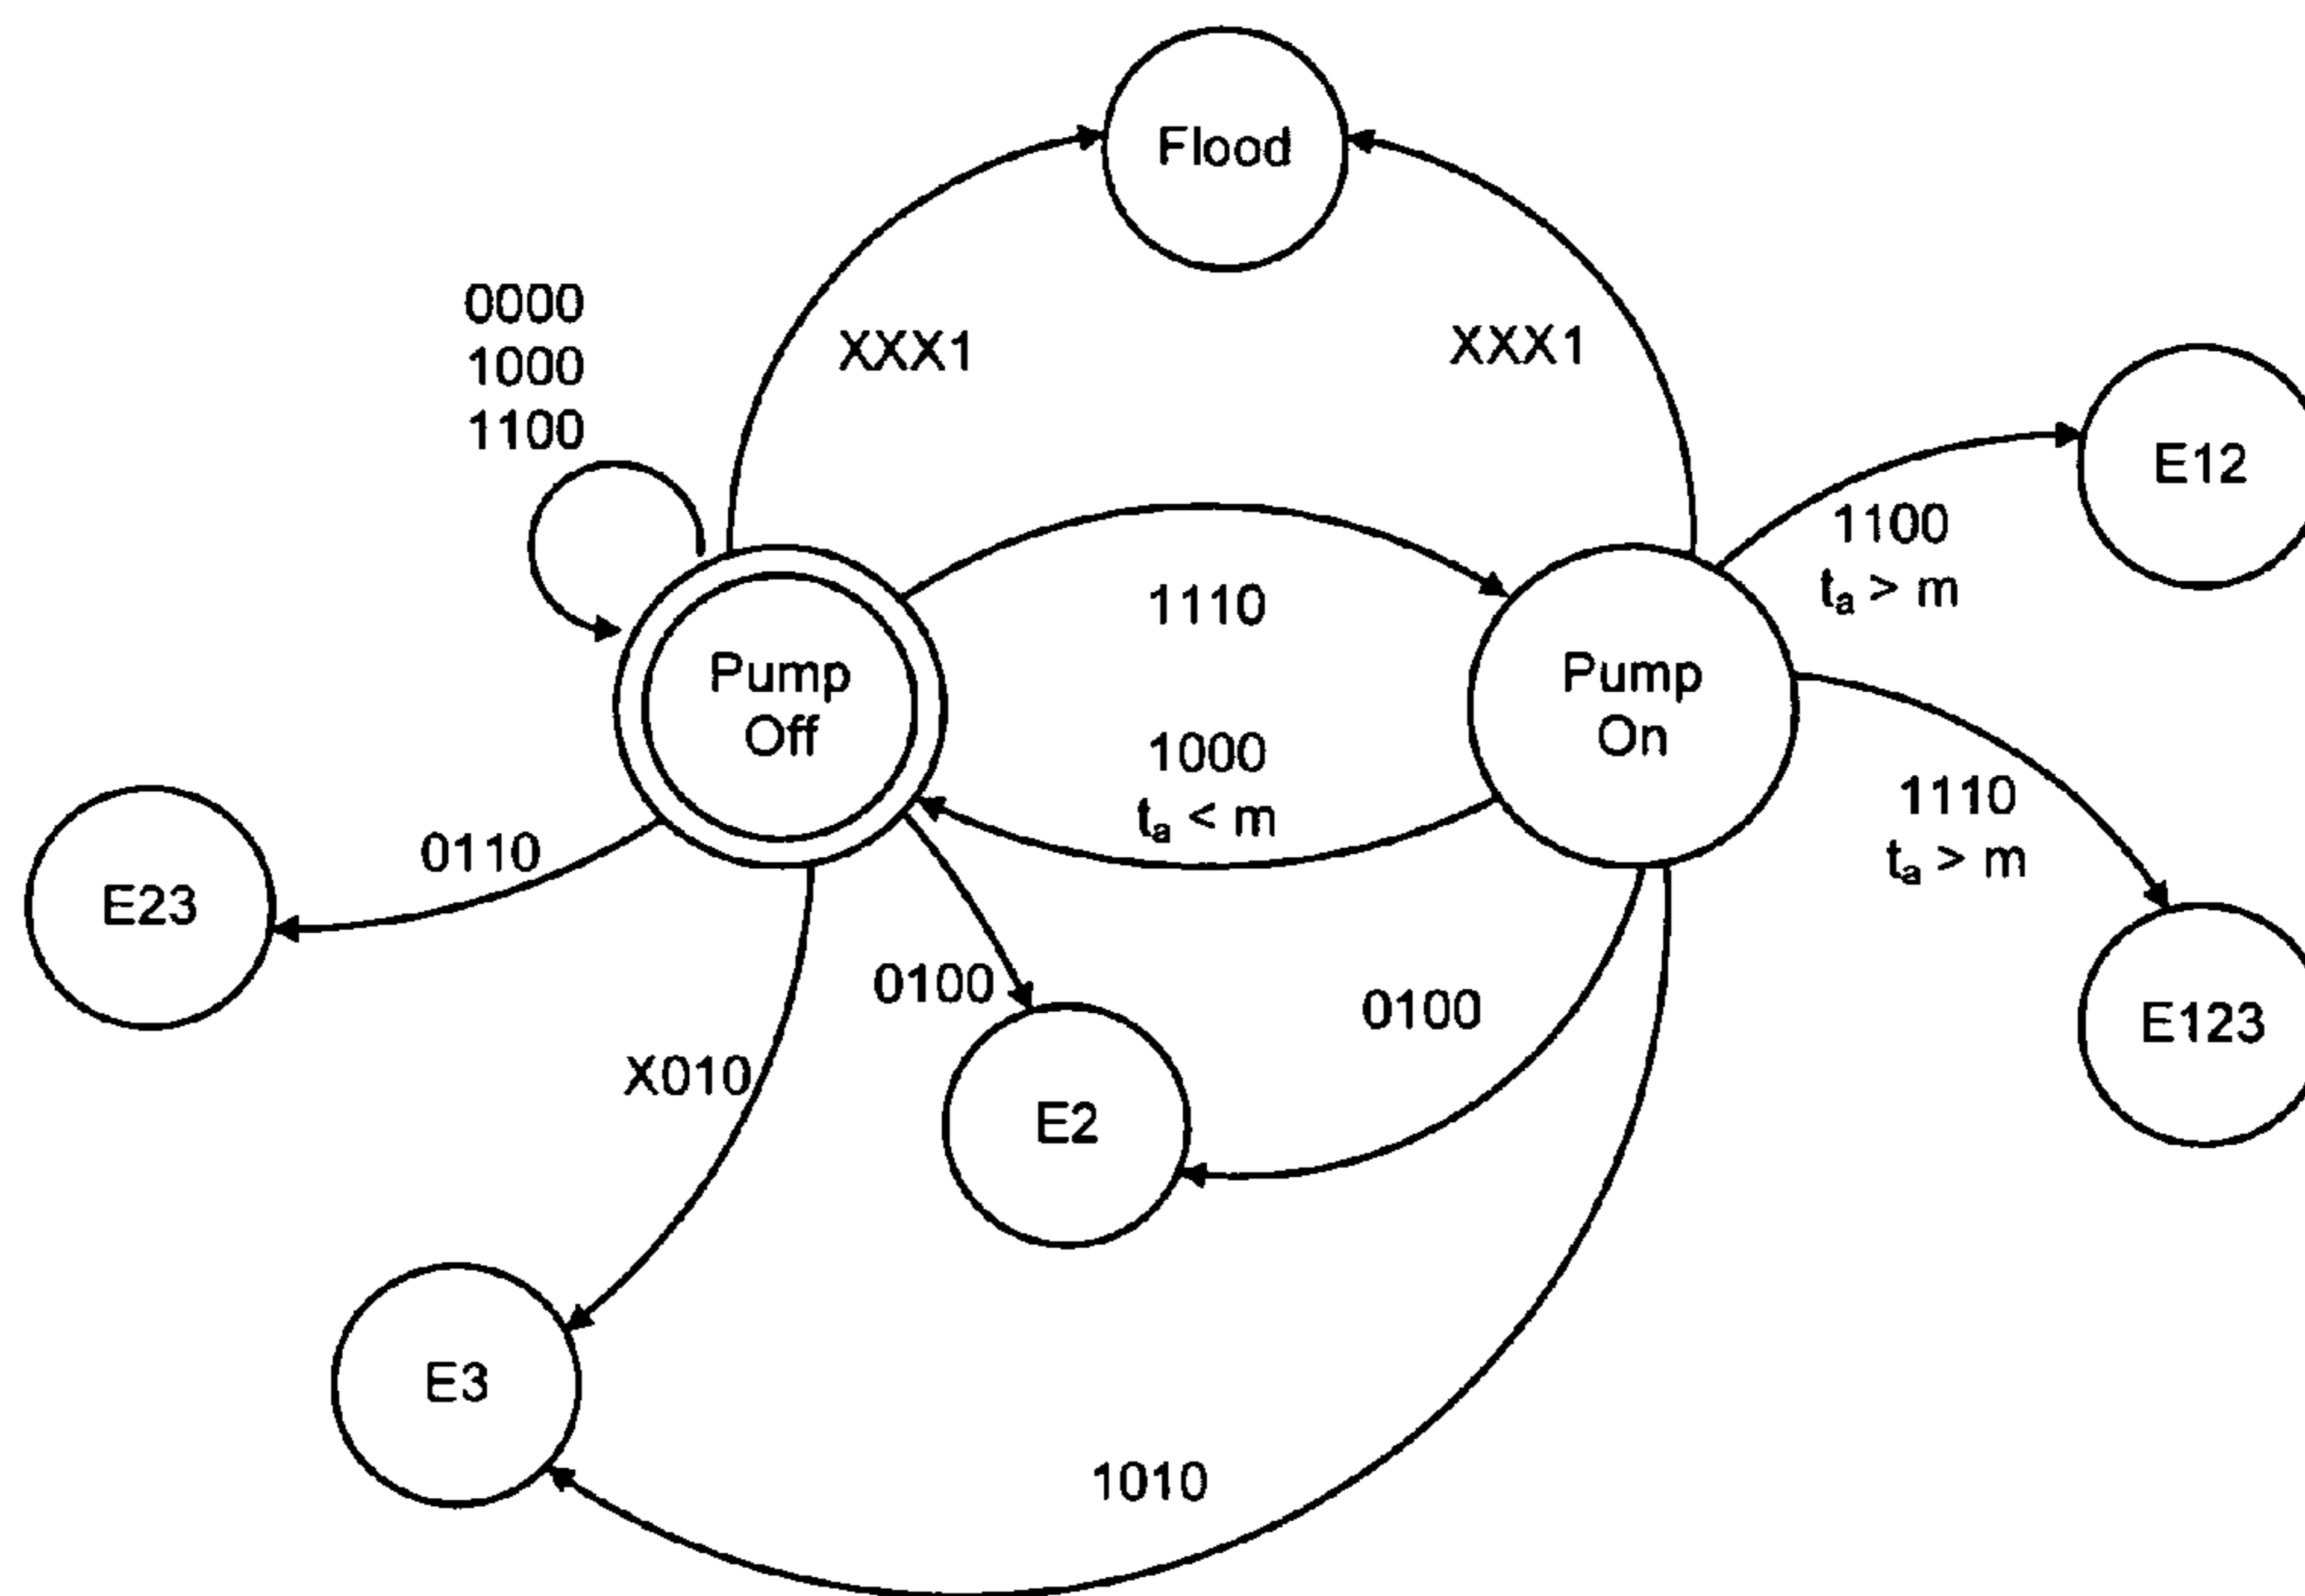 Flood
0000
1000
1100
XXX1
XXX1
E12
1100
tₐ > m
1110
Pump
Off
Pump
On
1000
tₐ < m
1110
tₐ > m
0110
E23
0100
0100
E123
X010
E2
E3
1010